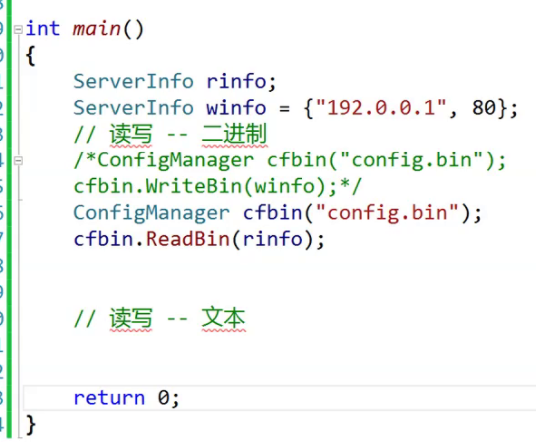 int main()
{
ServerInfo rinfo;
ServerInfo winfo = {"192.0.0.1", 80};
// 读写 -- 二进制
/*ConfigManager cfbin("config.bin");
cfbin.WriteBin(winfo);*/
ConfigManager cfbin("config.bin");
cfbin.ReadBin(rinfo);
// 读写 -- 文本
return 0;
}